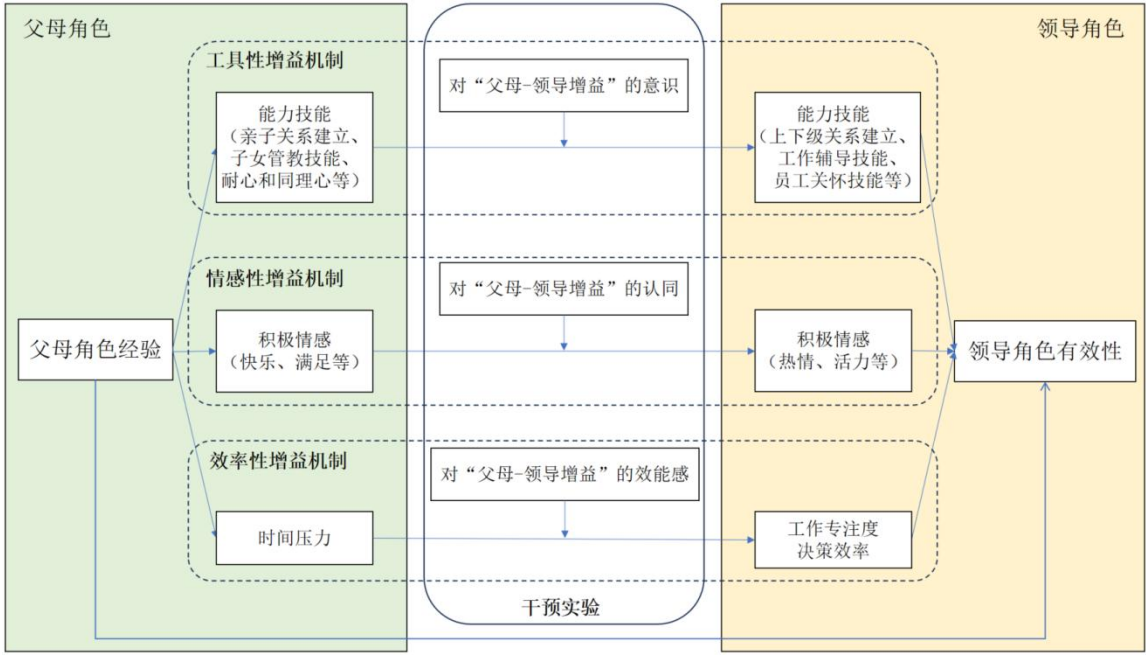 父母角色
领导角色
工具性增益机制
能力技能
（亲子关系建立、
子女管教技能、
耐心和同理心等）
对“父母-领导增益”的意识
能力技能
（上下级关系建立、
工作辅导技能、
员工关怀技能等）
情感性增益机制
父母角色经验
积极情感
（快乐、满足等）
对“父母-领导增益”的认同
积极情感
（热情、活力等）
领导角色有效性
效率性增益机制
时间压力
对“父母-领导增益”的效能感
工作专注度
决策效率
干预实验